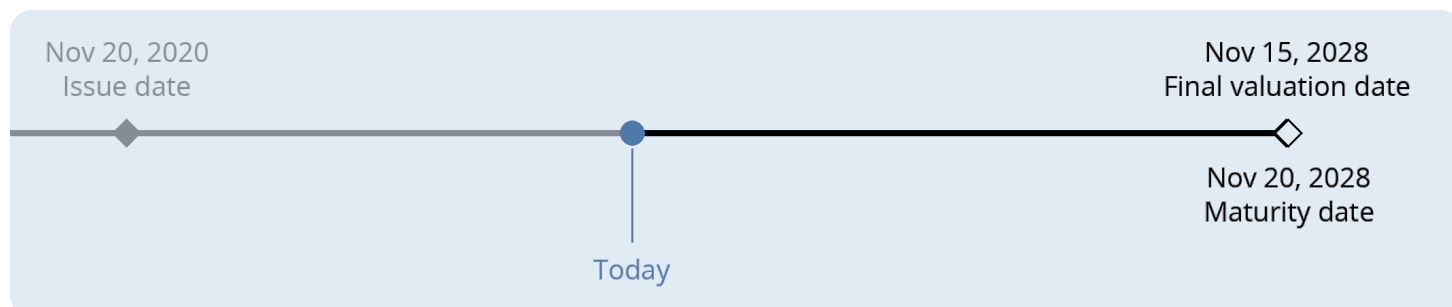 Nov 20, 2020
Issue date
Nov 15, 2028
Final valuation date
Nov 20, 2028
Maturity date
Today